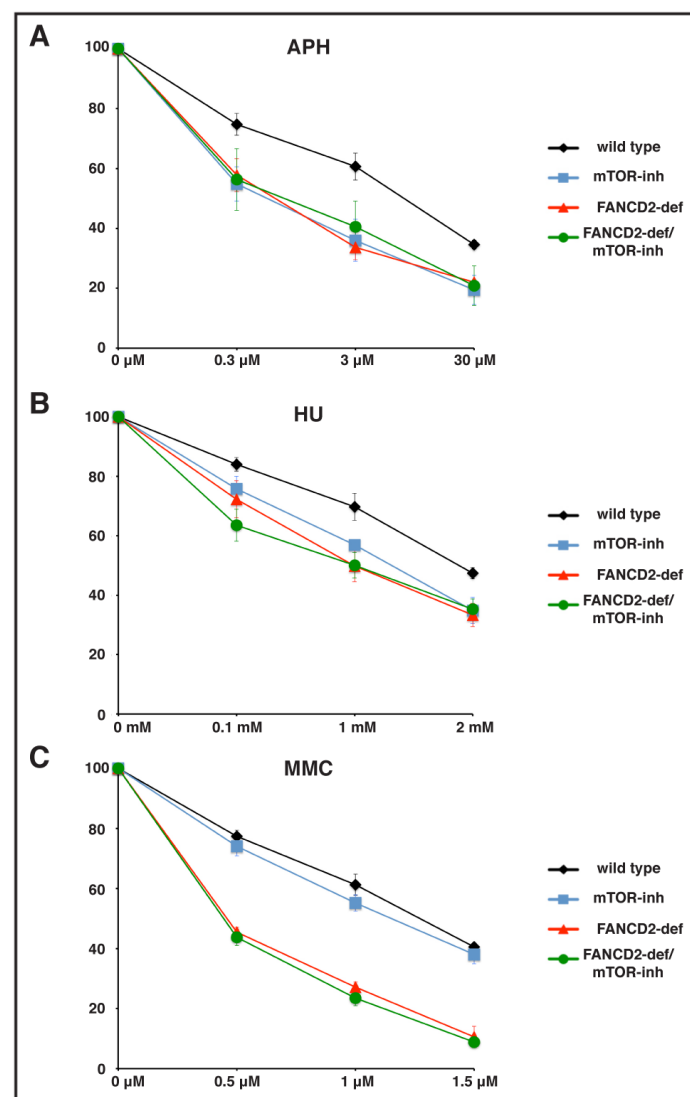 A
APH
100
80
60
40
20
0
0 µM 0.3 µM 3 µM 30 µM
wild type
mTOR-inh
FANCD2-def
FANCD2-def/
mTOR-inh
B
HU
100
80
60
40
20
0
0 mM 0.1 mM 1 mM 2 mM
wild type
mTOR-inh
FANCD2-def
FANCD2-def/
mTOR-inh
C
MMC
100
80
60
40
20
0
0 µM 0.5 µM 1 µM 1.5 µM
wild type
mTOR-inh
FANCD2-def
FANCD2-def/
mTOR-inh